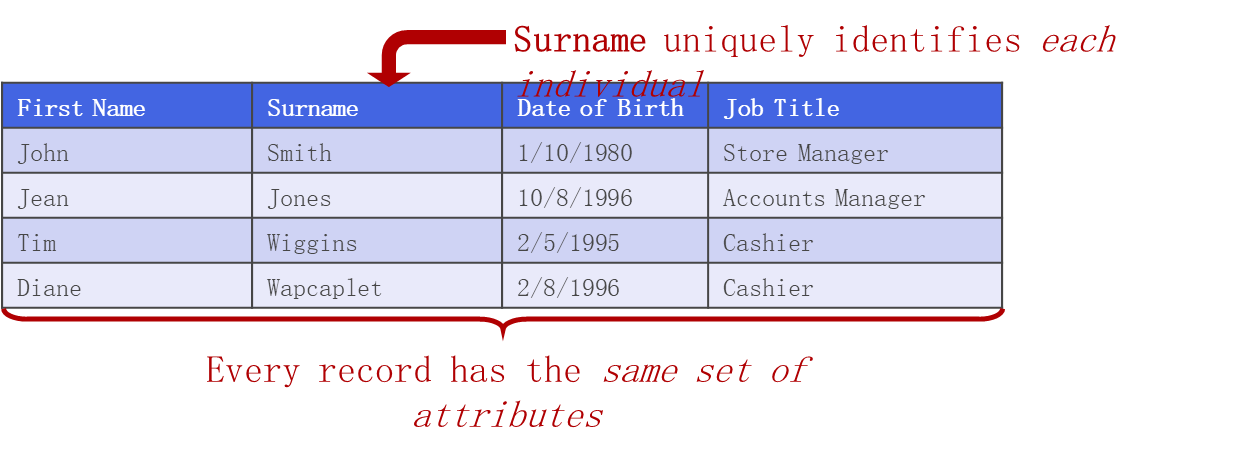 Surname uniquely identifies each
individual
First Name Surname Date of Birth Job Title
John Smith 1/10/1980 Store Manager
Jean Jones 10/8/1996 Accounts Manager
Tim Wiggins 2/5/1995 Cashier
Diane Wapcaplet 2/8/1996 Cashier
Every record has the same set of
attributes